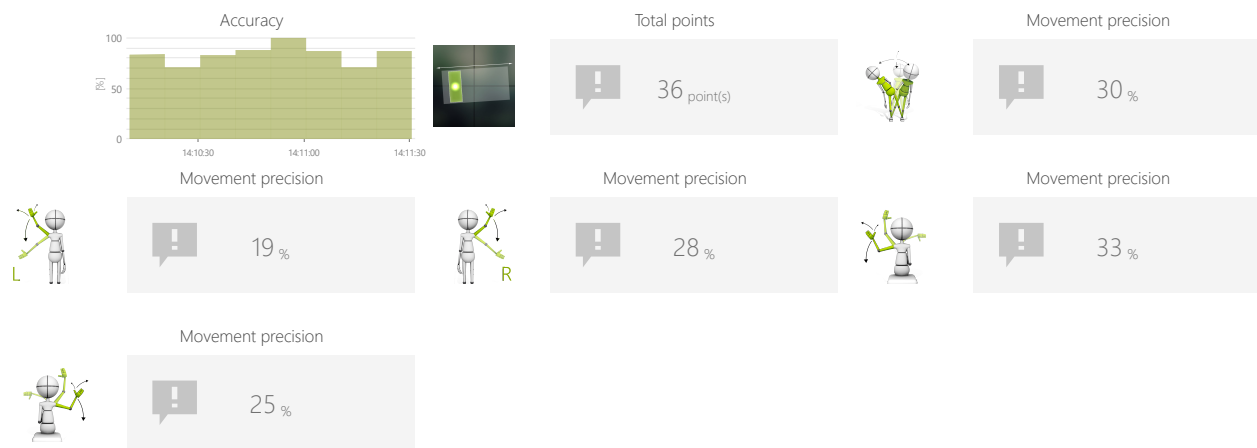 Accuracy
Total points
Movement precision
[%]
100
50
0
14:10:30
14:11:00
14:11:30
36 point(s)
30 %
Movement precision
Movement precision
Movement precision
L
19 %
R
28 %
33 %
Movement precision
25 %